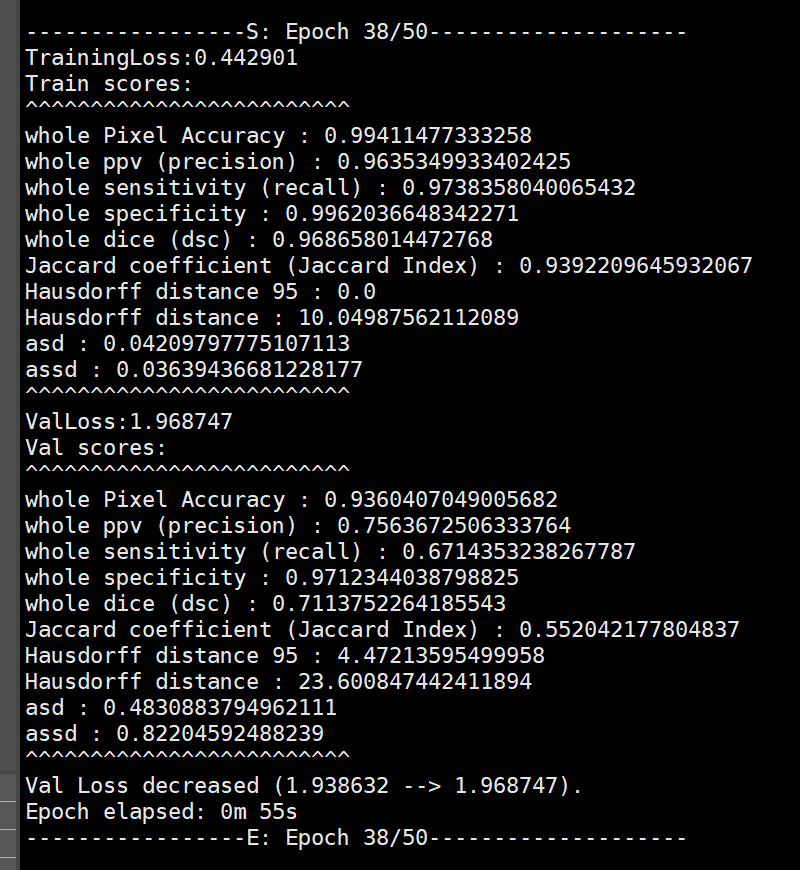 -----------------S: Epoch 38/50--------------------
TrainingLoss:0.442901
Train scores:
^^^^^^^^^^^^^^^^^^^^^^^^^
whole Pixel Accuracy : 0.99411477333258
whole ppv (precision) : 0.9635349933402425
whole sensitivity (recall) : 0.9738358040065432
whole specificity : 0.9962036648342271
whole dice (dsc) : 0.968658014472768
Jaccard coefficient (Jaccard Index) : 0.9392209645932067
Hausdorff distance 95 : 0.0
Hausdorff distance : 10.04987562112089
asd : 0.04209797775107113
assd : 0.03639436681228177
^^^^^^^^^^^^^^^^^^^^^^^^^
ValLoss:1.968747
Val scores:
^^^^^^^^^^^^^^^^^^^^^^^^^
whole Pixel Accuracy : 0.9360407049005682
whole ppv (precision) : 0.7563672506333764
whole sensitivity (recall) : 0.6714353238267787
whole specificity : 0.9712344038798825
whole dice (dsc) : 0.7113752264185543
Jaccard coefficient (Jaccard Index) : 0.552042177804837
Hausdorff distance 95 : 4.47213595499958
Hausdorff distance : 23.600847442411894
asd : 0.4830883794962111
assd : 0.82204592488239
^^^^^^^^^^^^^^^^^^^^^^^^^
Val Loss decreased (1.938632 --> 1.968747).
Epoch elapsed: 0m 55s
-----------------E: Epoch 38/50--------------------